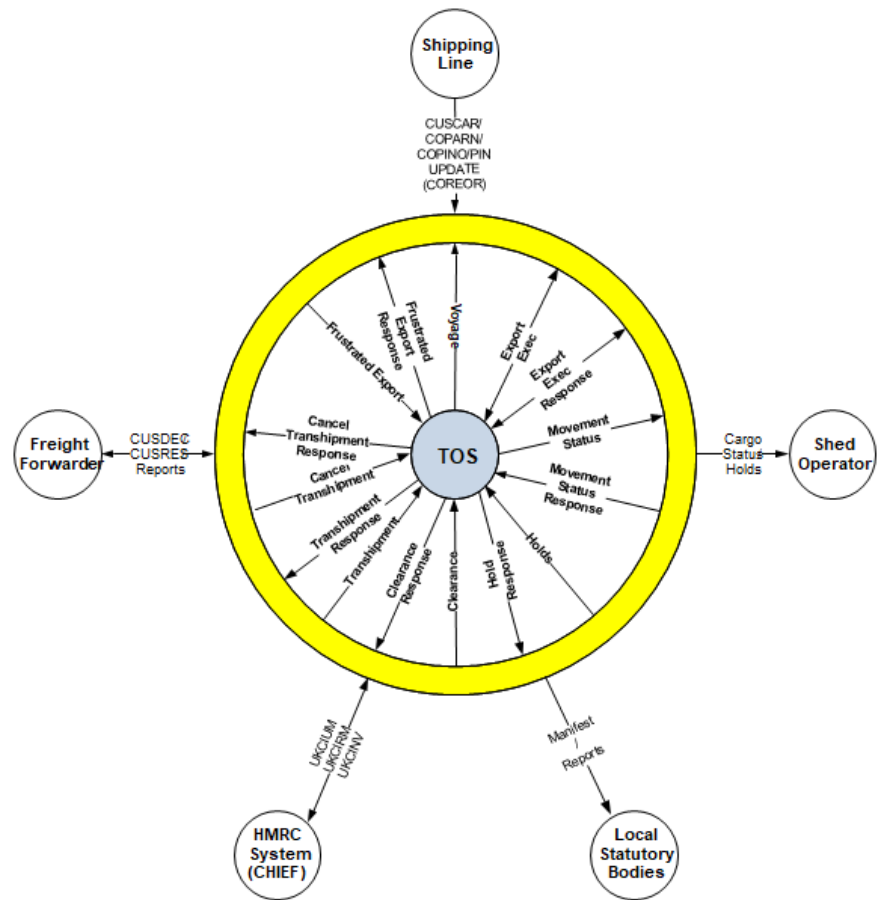 Shipping
Line
CUSCAR/
COPARN/
COPINO/PIN
UPDATE
(COREOR)
Frustrated
Export
Response
Voyage
Export
Exec
Frustrated Export
Export
Exec
Response
Cancel
Transhipment
Response
Movement
Status
Freight
Forwarder
CUSDEC
CUSRES
Reports
TOS
Cargo
Status
Holds
Shed
Operator
Cancel
Transhipment
Movement
Status
Response
Transhipment
Response
Transhipment
Clearance
Response
Clearance
Hold
Response
Holds
UKCIUM
UKCIRM
UKCINV
Manifest
/
Reports
HMRC
System
(CHIEF)
Local
Statutory
Bodies